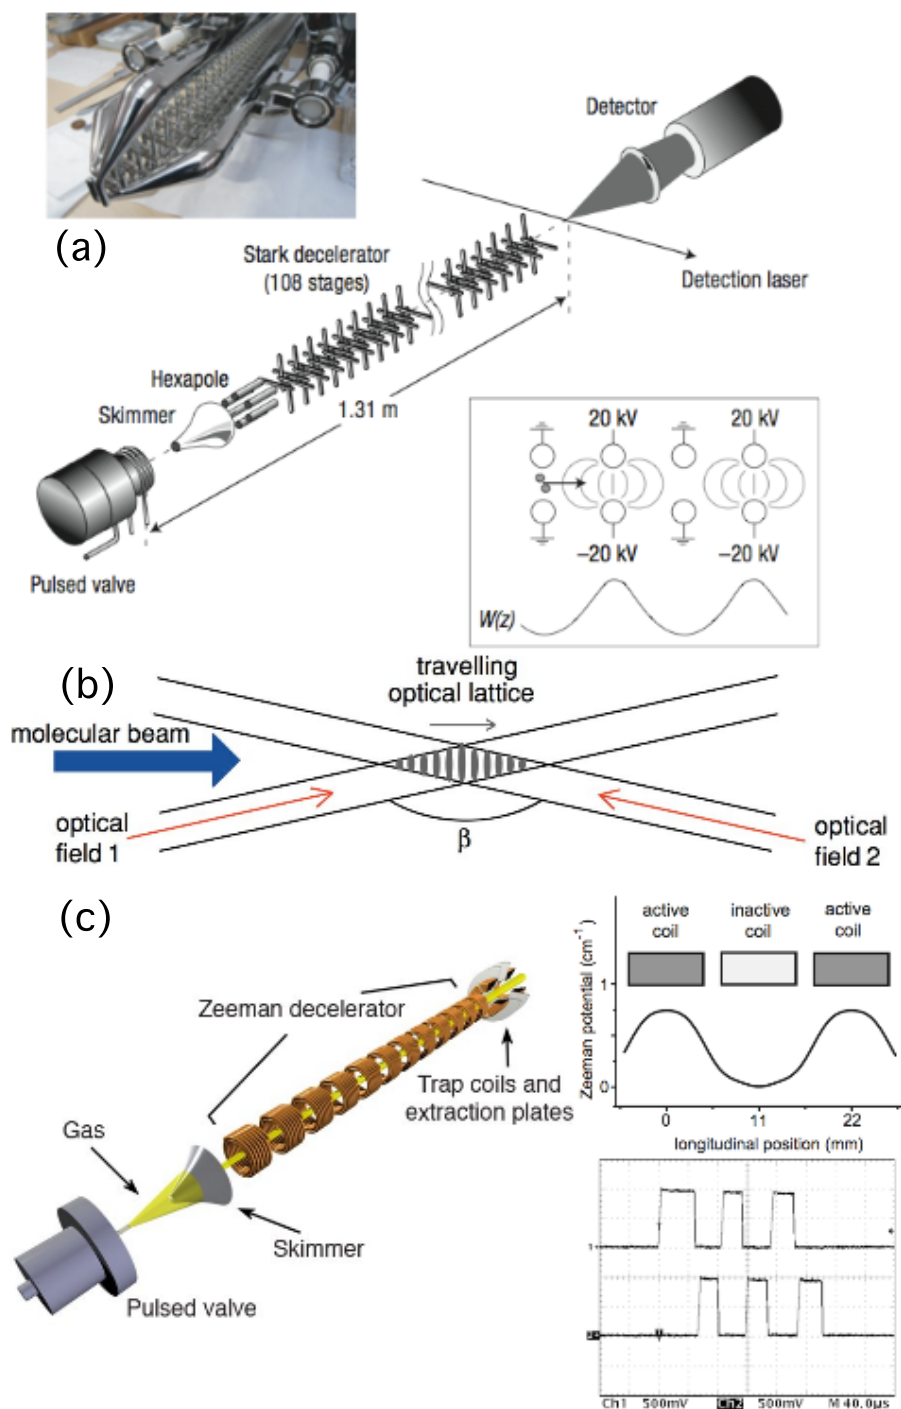 Detector
(a)
Stark decelerator
(108 stages)
Detection laser
Hexapole
Skimmer
1.31 m
20 kV
20 kV
−20 kV
−20 kV
Pulsed valve
W(z)
(b)
travelling
optical lattice
molecular beam
optical
field 1
β
optical
field 2
(c)
active
coil
inactive
coil
active
coil
Zeeman potential (cm⁻¹)
1
0
0
11
22
longitudinal position (mm)
Zeeman decelerator
Trap coils and
extraction plates
Gas
Skimmer
Pulsed valve
1
2
Ch1 500mV Ch2 500mV M 40.0µs